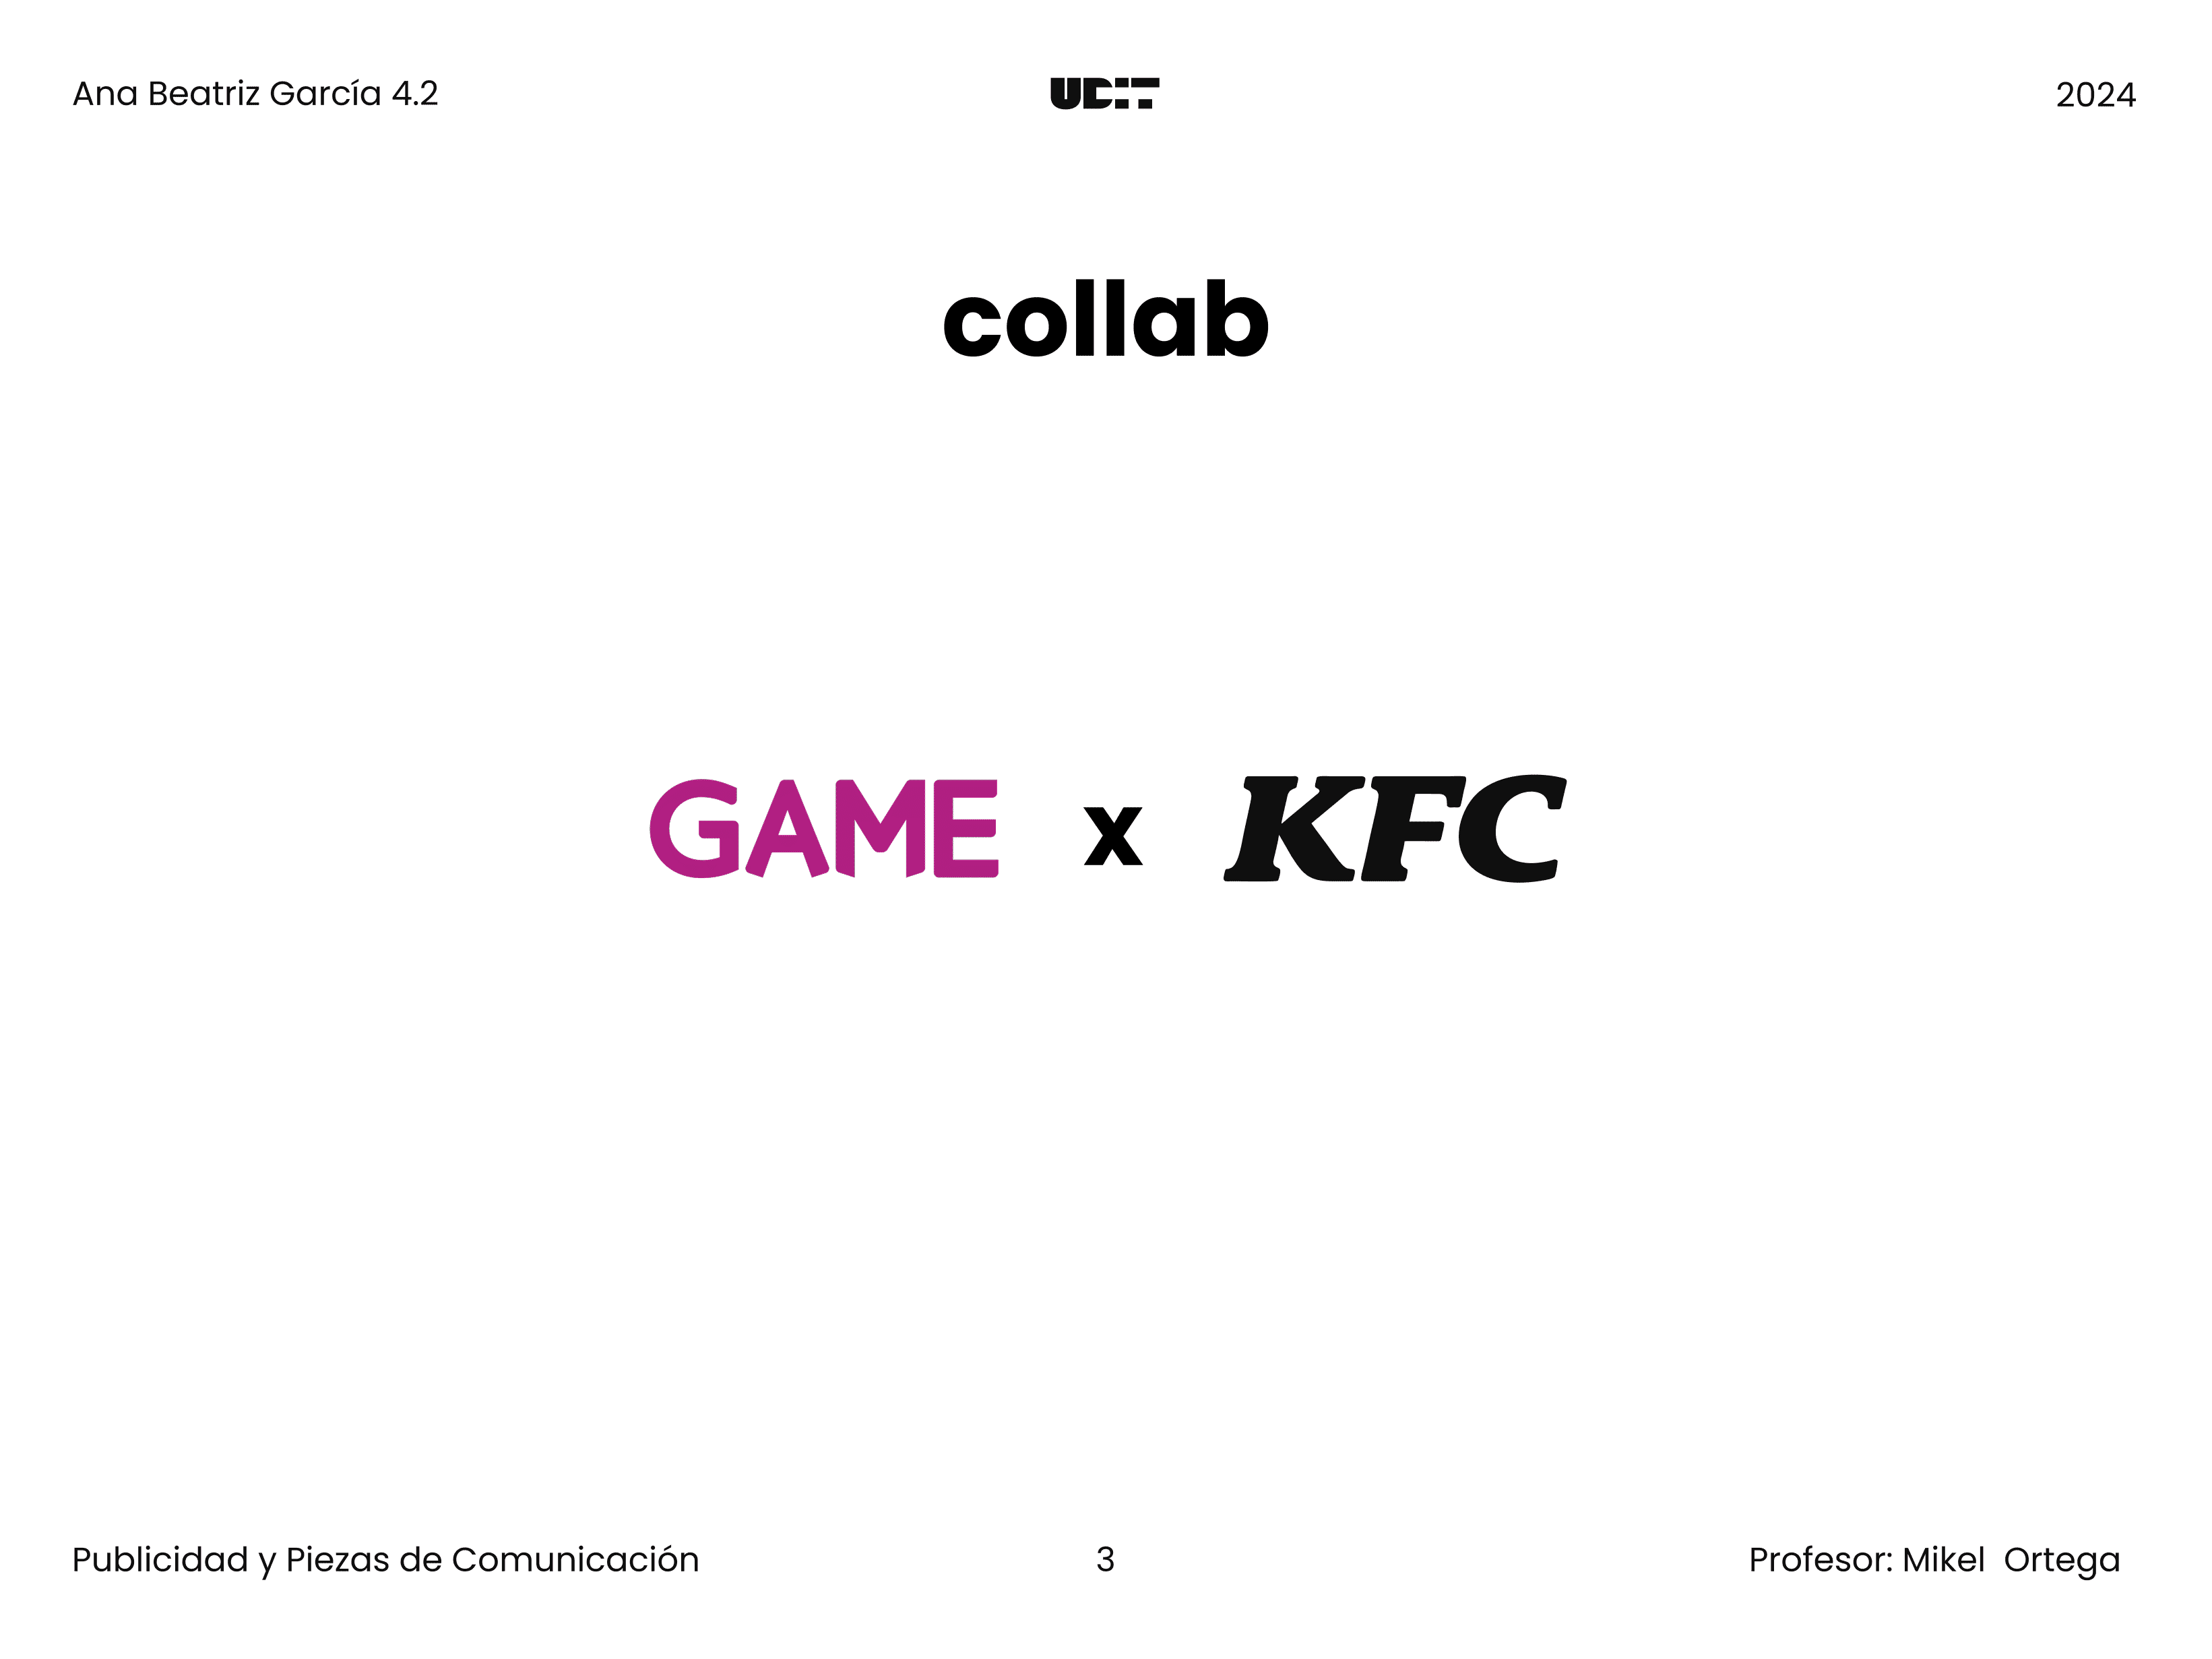 Ana Beatriz García 4.2
UDIT
2024
collab
GAME x KFC
Publicidad y Piezas de Comunicación
3
Profesor: Mikel  Ortega